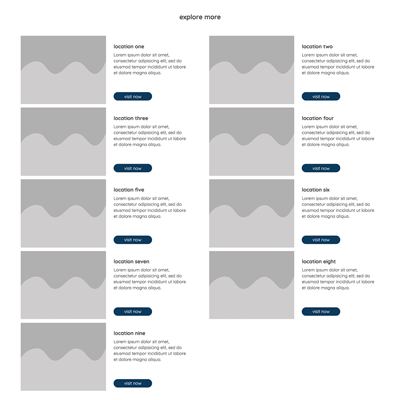 explore more
location one
Lorem ipsum dolor sit amet,
consectetur adipisicing elit, sed do
eiusmod tempor incididunt ut labore
et dolore magna aliqua.
visit now
location two
Lorem ipsum dolor sit amet,
consectetur adipisicing elit, sed do
eiusmod tempor incididunt ut labore
et dolore magna aliqua.
visit now
location three
Lorem ipsum dolor sit amet,
consectetur adipisicing elit, sed do
eiusmod tempor incididunt ut labore
et dolore magna aliqua.
visit now
location four
Lorem ipsum dolor sit amet,
consectetur adipisicing elit, sed do
eiusmod tempor incididunt ut labore
et dolore magna aliqua.
visit now
location five
Lorem ipsum dolor sit amet,
consectetur adipisicing elit, sed do
eiusmod tempor incididunt ut labore
et dolore magna aliqua.
visit now
location six
Lorem ipsum dolor sit amet,
consectetur adipisicing elit, sed do
eiusmod tempor incididunt ut labore
et dolore magna aliqua.
visit now
location seven
Lorem ipsum dolor sit amet,
consectetur adipisicing elit, sed do
eiusmod tempor incididunt ut labore
et dolore magna aliqua.
visit now
location eight
Lorem ipsum dolor sit amet,
consectetur adipisicing elit, sed do
eiusmod tempor incididunt ut labore
et dolore magna aliqua.
visit now
location nine
Lorem ipsum dolor sit amet,
consectetur adipisicing elit, sed do
eiusmod tempor incididunt ut labore
et dolore magna aliqua.
visit now